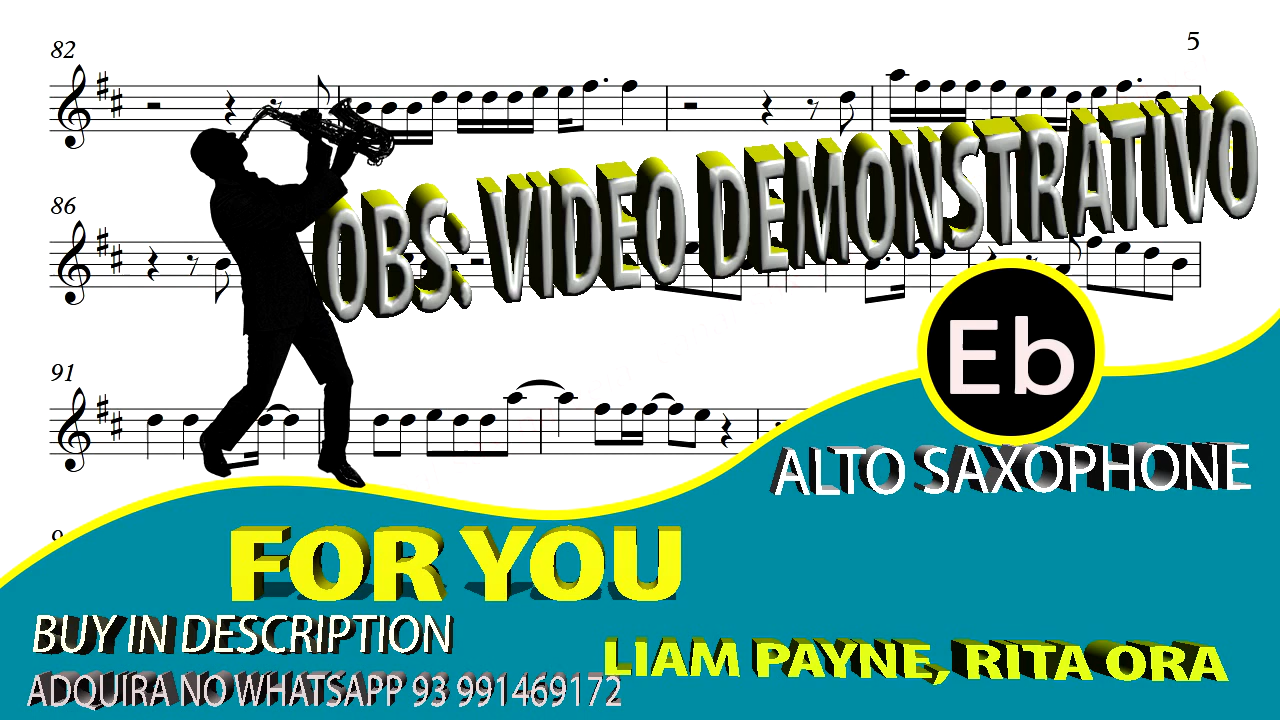 82
5
OBS: VIDEO DEMONSTRATIVO
86
Eb
91
ALTO SAXOPHONE
FOR YOU
BUY IN DESCRIPTION
LIAM PAYNE, RITA ORA
ADQUIRA NO WHATSAPP 93 991469172